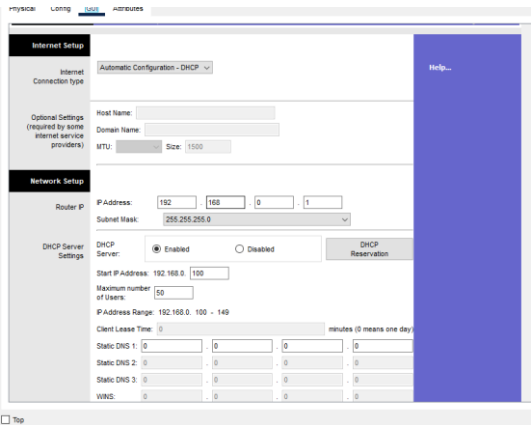 Physical Config GUI Attributes
Internet Setup
Internet
Connection type
Automatic Configuration - DHCP
Help...
Optional Settings
(required by some
internet service
providers)
Host Name:
Domain Name:
MTU: Size: 1500
Network Setup
Router IP
IP Address: 192 . 168 . 0 . 1
Subnet Mask: 255.255.255.0
DHCP Server
Settings
DHCP
Server:
Enabled Disabled
DHCP
Reservation
Start IP Address: 192.168.0. 100
Maximum number
of Users: 50
IP Address Range: 192.168.0. 100 - 149
Client Lease Time: 0 minutes (0 means one day)
Static DNS 1: 0 . 0 . 0 . 0
Static DNS 2: 0 . 0 . 0 . 0
Static DNS 3: 0 . 0 . 0 . 0
WINS: 0 . 0 . 0 . 0
Top